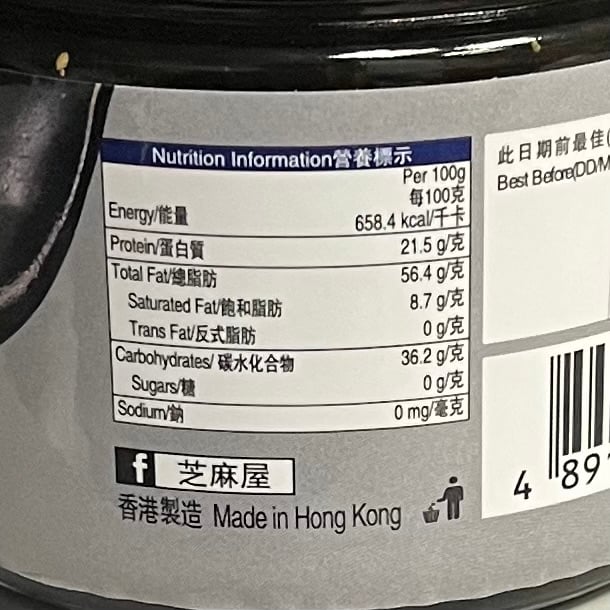 Nutrition Information營養標示
Per 100g
每100克
Energy/能量 658.4 kcal/千卡
Protein/蛋白質 21.5 g/克
Total Fat/總脂肪 56.4 g/克
Saturated Fat/飽和脂肪 8.7 g/克
Trans Fat/反式脂肪 0 g/克
Carbohydrates/ 碳水化合物 36.2 g/克
Sugars/糖 0 g/克
Sodium/鈉 0 mg/毫克
f 芝麻屋
香港製造 Made in Hong Kong
此日期前最佳(
Best Before(DD/M
4 89